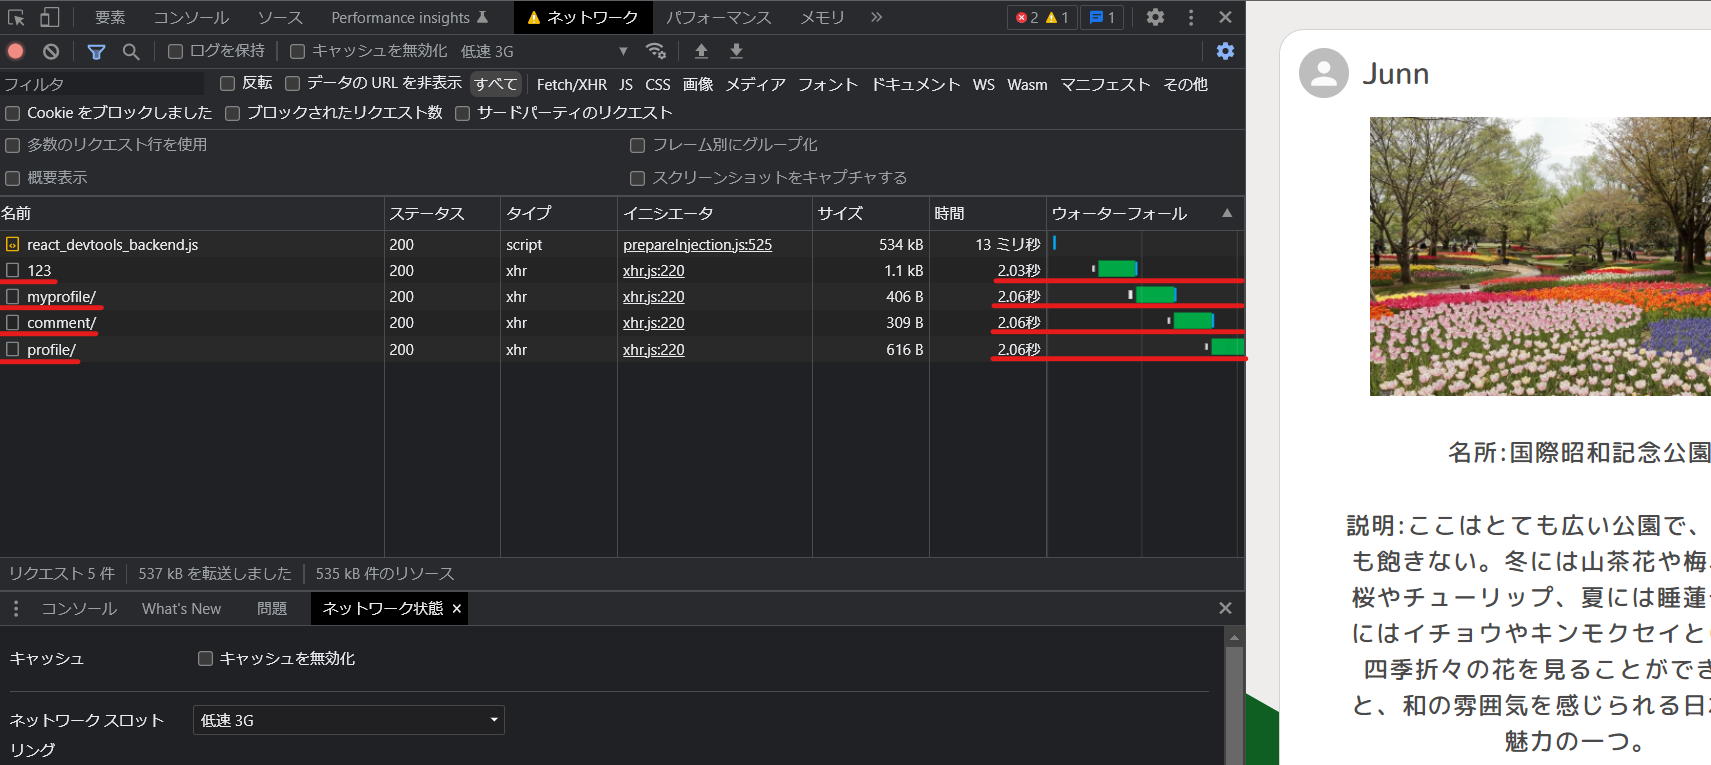 要素 コンソール ソース Performance insights ネットワーク パフォーマンス メモリ » 2 1 1
ログを保持 キャッシュを無効化 低速 3G
フィルタ 反転 データの URL を非表示 すべて Fetch/XHR JS CSS 画像 メディア フォント ドキュメント WS Wasm マニフェスト その他
Cookie をブロックしました ブロックされたリクエスト数 サードパーティのリクエスト
多数のリクエスト行を使用 フレーム別にグループ化
概要表示 スクリーンショットをキャプチャする
名前 ステータス タイプ イニシエータ サイズ 時間 ウォーターフォール
react_devtools_backend.js 200 script prepareInjection.js:525 534 kB 13 ミリ秒
123 200 xhr xhr.js:220 1.1 kB 2.03秒
myprofile/ 200 xhr xhr.js:220 406 B 2.06秒
comment/ 200 xhr xhr.js:220 309 B 2.06秒
profile/ 200 xhr xhr.js:220 616 B 2.06秒
リクエスト 5 件 537 kB を転送しました 535 kB 件のリソース
コンソール What's New 問題 ネットワーク状態 ×
キャッシュ キャッシュを無効化
ネットワーク スロット 低速 3G
リング
Junn
名所:国際昭和記念公園
説明:ここはとても広い公園で、
も飽きない。冬には山茶花や梅、
桜やチューリップ、夏には睡蓮
にはイチョウやキンモクセイと
四季折々の花を見ることができ
と、和の雰囲気を感じられる日
魅力の一つ。